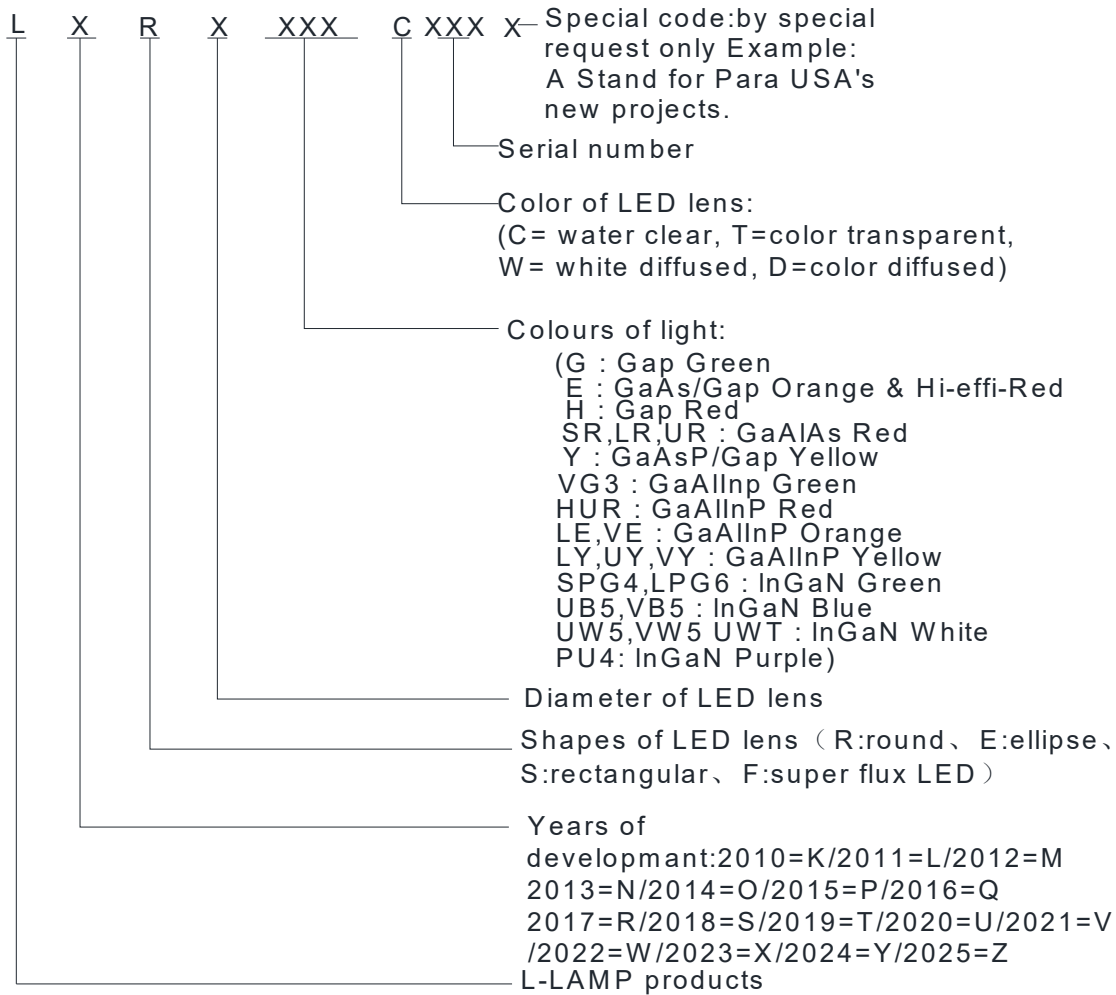 L X R X XXX C XXX X Special code:by special
request only Example:
A Stand for Para USA's
new projects.
Serial number
Color of LED lens:
(C= water clear, T=color transparent,
W= white diffused, D=color diffused)
Colours of light:
(G : Gap Green
E : GaAs/Gap Orange & Hi-effi-Red
H : Gap Red
SR,LR,UR : GaAlAs Red
Y : GaAsP/Gap Yellow
VG3 : GaAlInp Green
HUR : GaAlInP Red
LE,VE : GaAlInP Orange
LY,UY,VY : GaAlInP Yellow
SPG4,LPG6 : InGaN Green
UB5,VB5 : InGaN Blue
UW5,VW5 UWT : InGaN White
PU4: InGaN Purple)
Diameter of LED lens
Shapes of LED lens（R:round、E:ellipse、
S:rectangular、F:super flux LED）
Years of
developmant:2010=K/2011=L/2012=M
2013=N/2014=O/2015=P/2016=Q
2017=R/2018=S/2019=T/2020=U/2021=V
/2022=W/2023=X/2024=Y/2025=Z
L-LAMP products